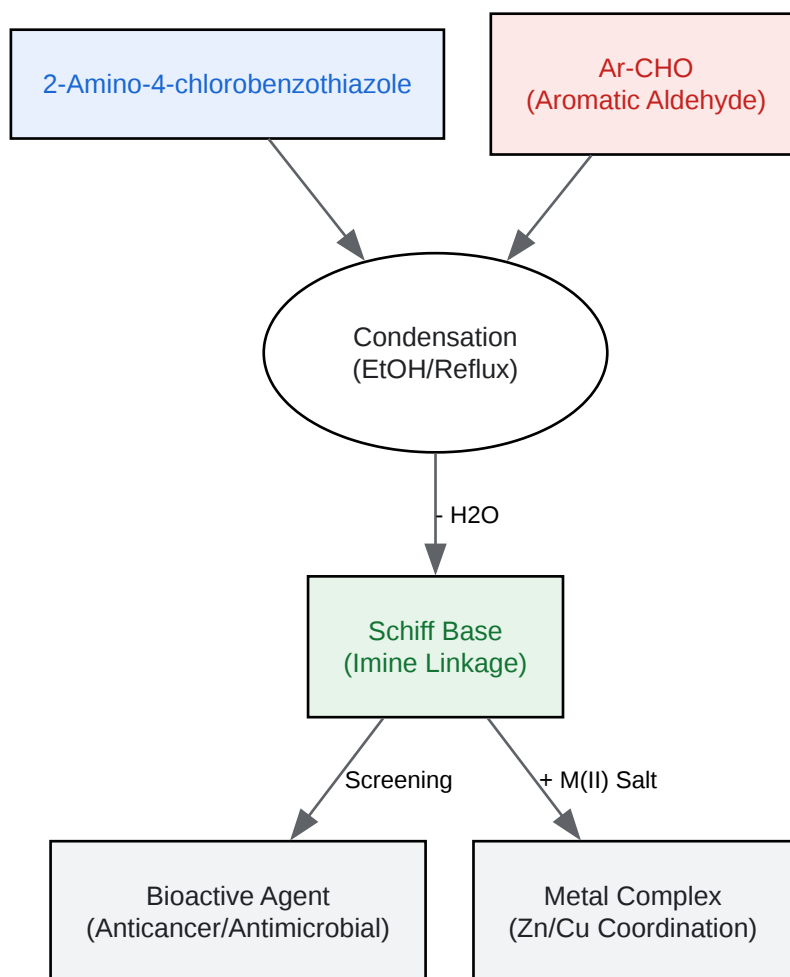 2-Amino-4-chlorobenzothiazole
Ar-CHO
(Aromatic Aldehyde)
Condensation
(EtOH/Reflux)
- H2O
Schiff Base
(Imine Linkage)
Screening
+ M(II) Salt
Bioactive Agent
(Anticancer/Antimicrobial)
Metal Complex
(Zn/Cu Coordination)